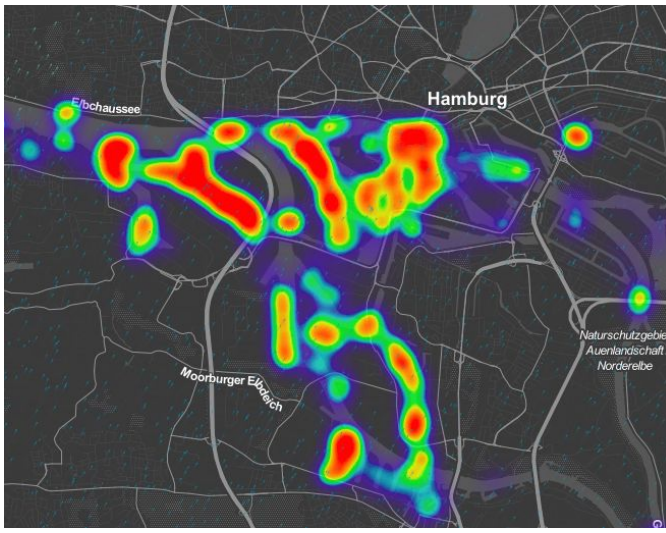 Elbchaussee
Hamburg
Naturschutzgebie
Auenlandschaft
Norderelbe
Moorburger Elbdeich
G